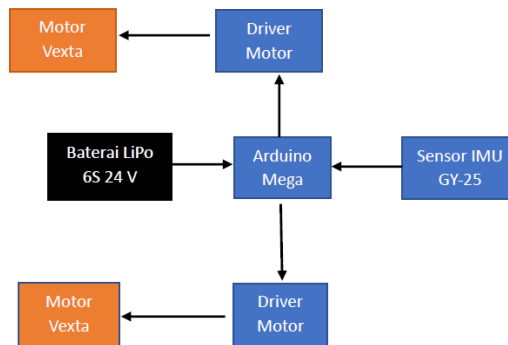 Motor
Vexta
Driver
Motor
Baterai LiPo
6S 24 V
Arduino
Mega
Sensor IMU
GY-25
Motor
Vexta
Driver
Motor